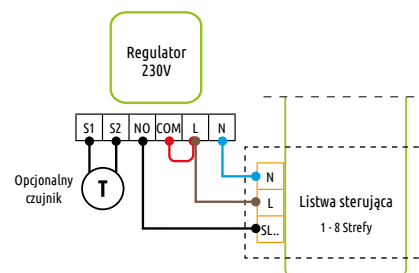 Regulator
230V
S1 S2 NO COM L N
Opcjonalny
czujnik
T
N
L
SL..
Listwa sterująca
1 - 8 Strefy